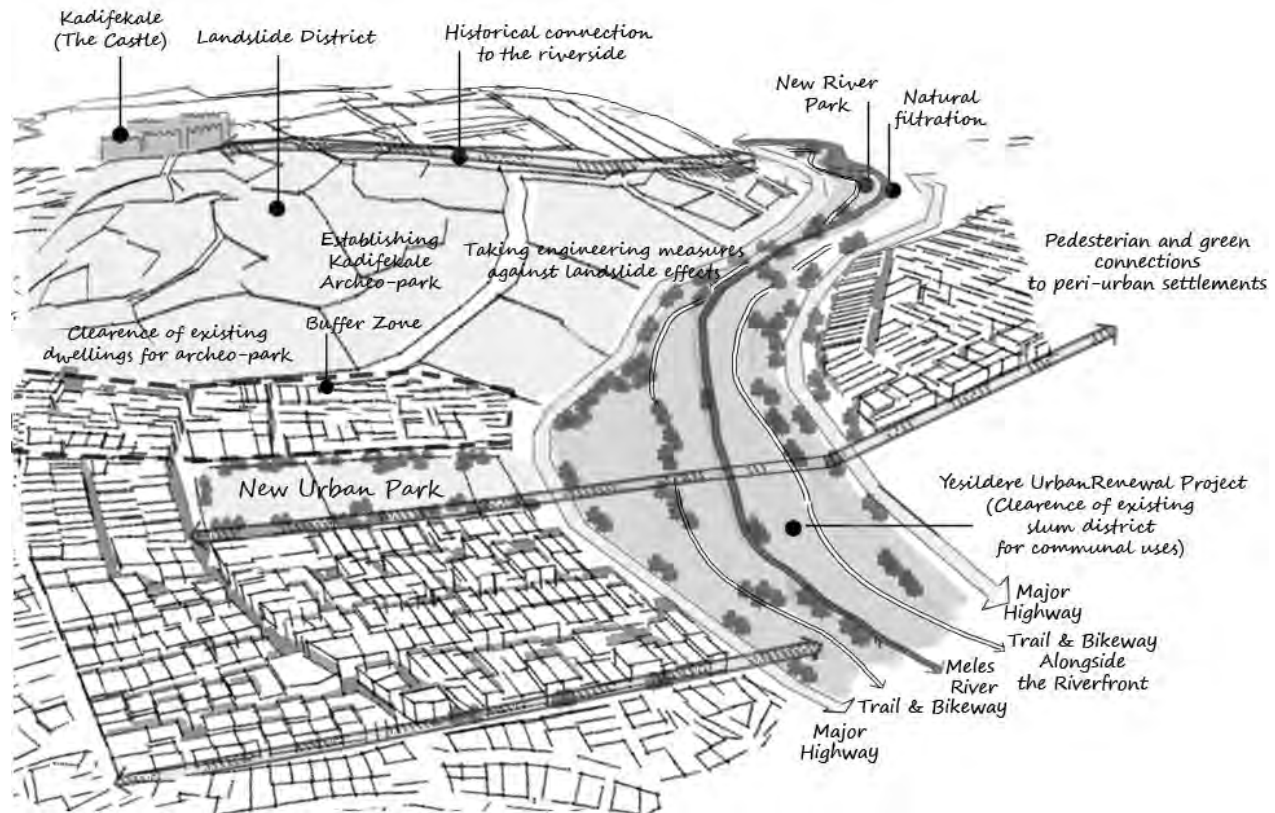 Kadifekale
(The Castle)
Landslide District
Historical connection
to the riverside
New River
Park
Natural
filtration
Establishing
Kadifekale
Archeo-park
Taking engineering measures
against landslide effects
Pedesterian and green
connections
to peri-urban settlements
Clearence of existing
dwellings for archeo-park
Buffer Zone
New Urban Park
Yesildere UrbanRenewal Project
(Clearence of existing
slum district
for communal uses)
Major
Highway
Trail & Bikeway
Alongside
the Riverfront
Meles
River
Trail & Bikeway
Major
Highway